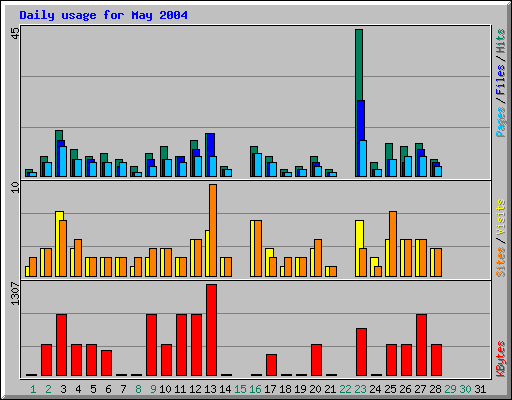 Daily usage for May 2004
45
Pages / Files / Hits
10
Sites / Visits
1307
KBytes
1 2 3 4 5 6 7 8 9 10 11 12 13 14 15 16 17 18 19 20 21 22 23 24 25 26 27 28 29 30 31